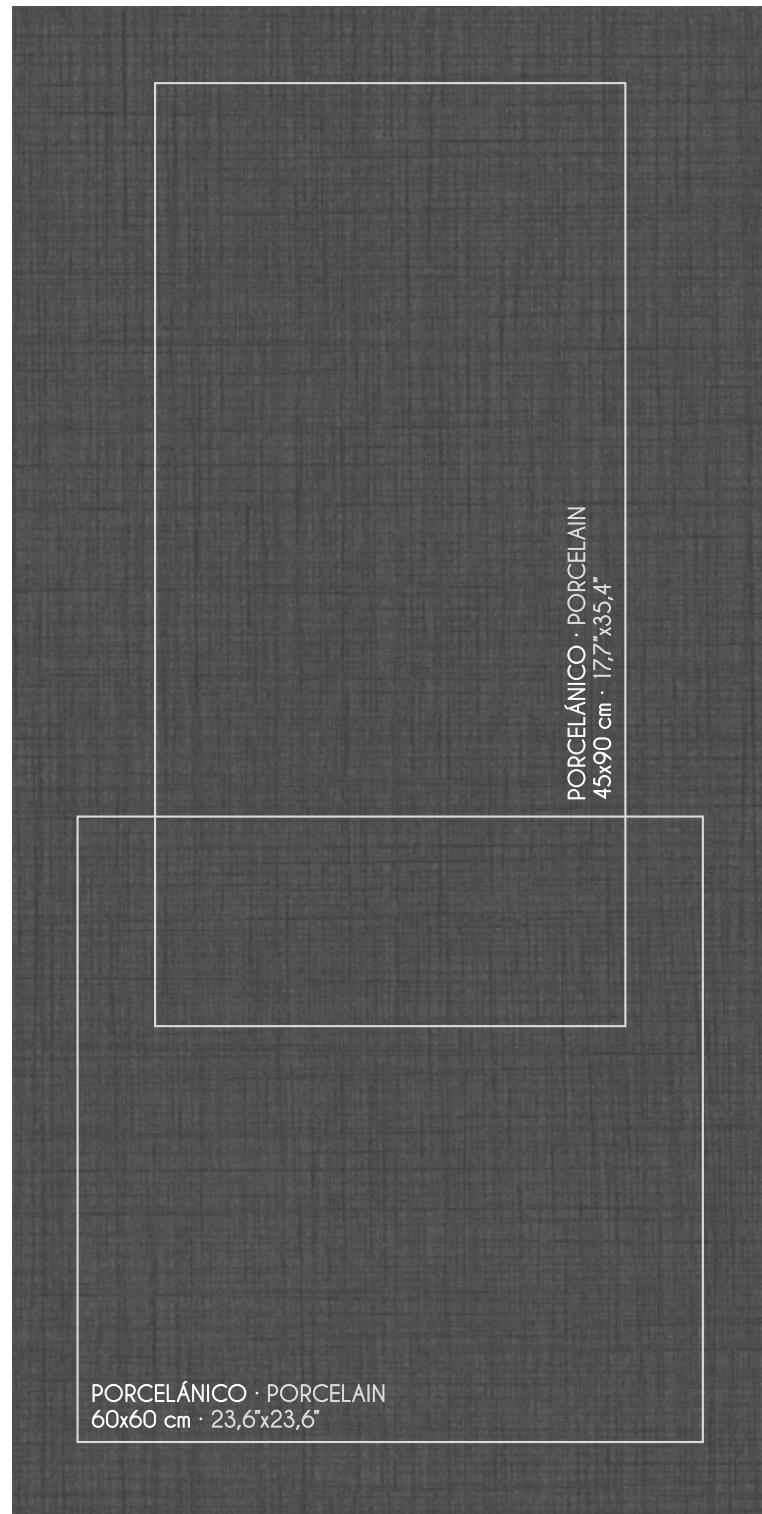 PORCELÁNICO · PORCELAIN
45x90 cm · 17,7"x35,4"
PORCELÁNICO · PORCELAIN
60x60 cm · 23,6"x23,6"